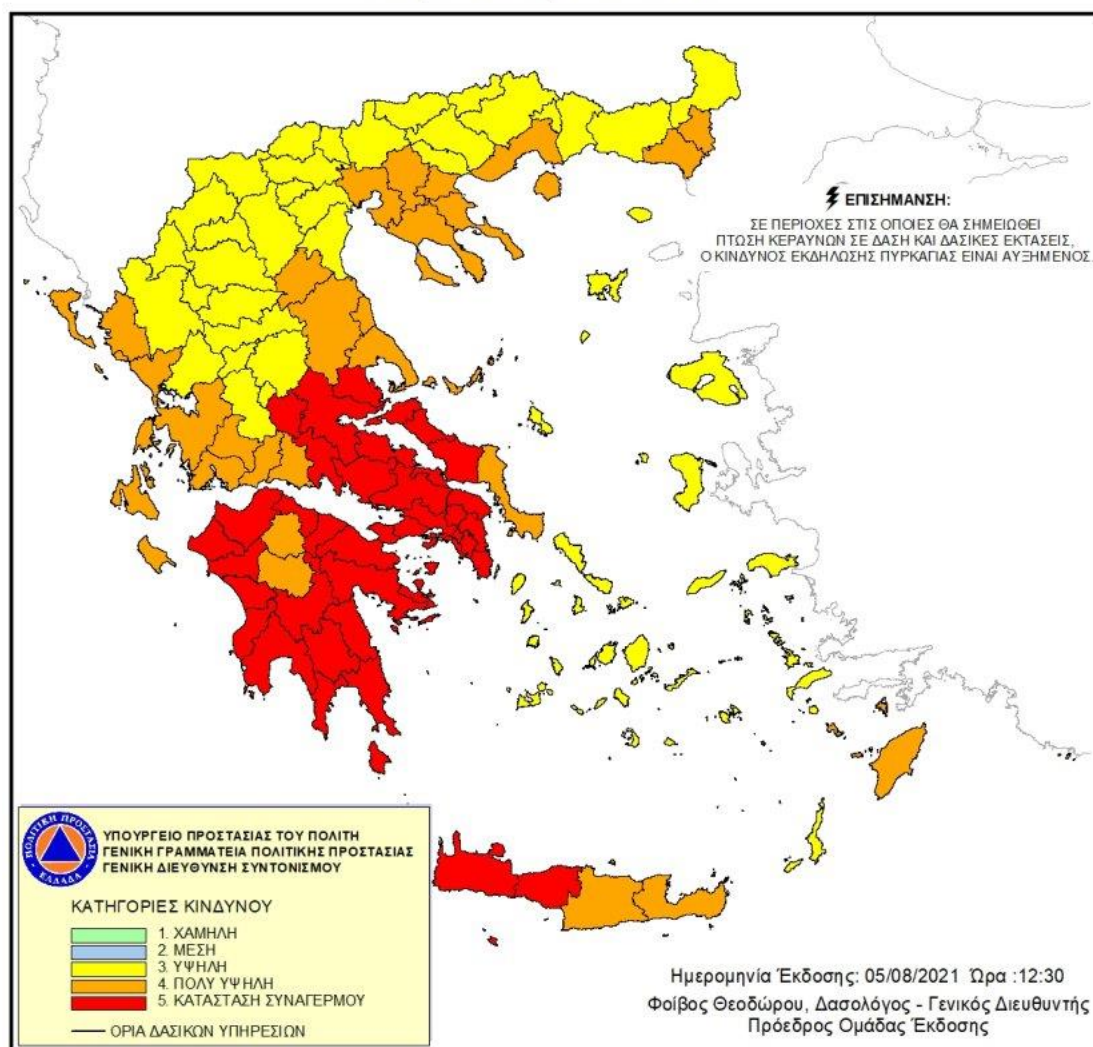 ΕΠΙΣΗΜΑΝΣΗ:
ΣΕ ΠΕΡΙΟΧΕΣ ΣΤΙΣ ΟΠΟΙΕΣ ΘΑ ΣΗΜΕΙΩΘΕΙ
ΠΤΩΣΗ ΚΕΡΑΥΝΩΝ ΣΕ ΔΑΣΗ ΚΑΙ ΔΑΣΙΚΕΣ ΕΚΤΑΣΕΙΣ,
Ο ΚΙΝΔΥΝΟΣ ΕΚΔΗΛΩΣΗΣ ΠΥΡΚΑΓΙΑΣ ΕΙΝΑΙ ΑΥΞΗΜΕΝΟΣ.
ΠΟΛΙΤΙΚΗ ΠΡΟΣΤΑΣΙΑ
ΕΛΛΑΔΑ
ΥΠΟΥΡΓΕΙΟ ΠΡΟΣΤΑΣΙΑΣ ΤΟΥ ΠΟΛΙΤΗ
ΓΕΝΙΚΗ ΓΡΑΜΜΑΤΕΙΑ ΠΟΛΙΤΙΚΗΣ ΠΡΟΣΤΑΣΙΑΣ
ΓΕΝΙΚΗ ΔΙΕΥΘΥΝΣΗ ΣΥΝΤΟΝΙΣΜΟΥ
ΚΑΤΗΓΟΡΙΕΣ ΚΙΝΔΥΝΟΥ
1. ΧΑΜΗΛΗ
2. ΜΕΣΗ
3. ΥΨΗΛΗ
4. ΠΟΛΥ ΥΨΗΛΗ
5. ΚΑΤΑΣΤΑΣΗ ΣΥΝΑΓΕΡΜΟΥ
ΟΡΙΑ ΔΑΣΙΚΩΝ ΥΠΗΡΕΣΙΩΝ
Ημερομηνία Έκδοσης: 05/08/2021 Ώρα :12:30
Φοίβος Θεοδώρου, Δασολόγος - Γενικός Διευθυντής
Πρόεδρος Ομάδας Έκδοσης